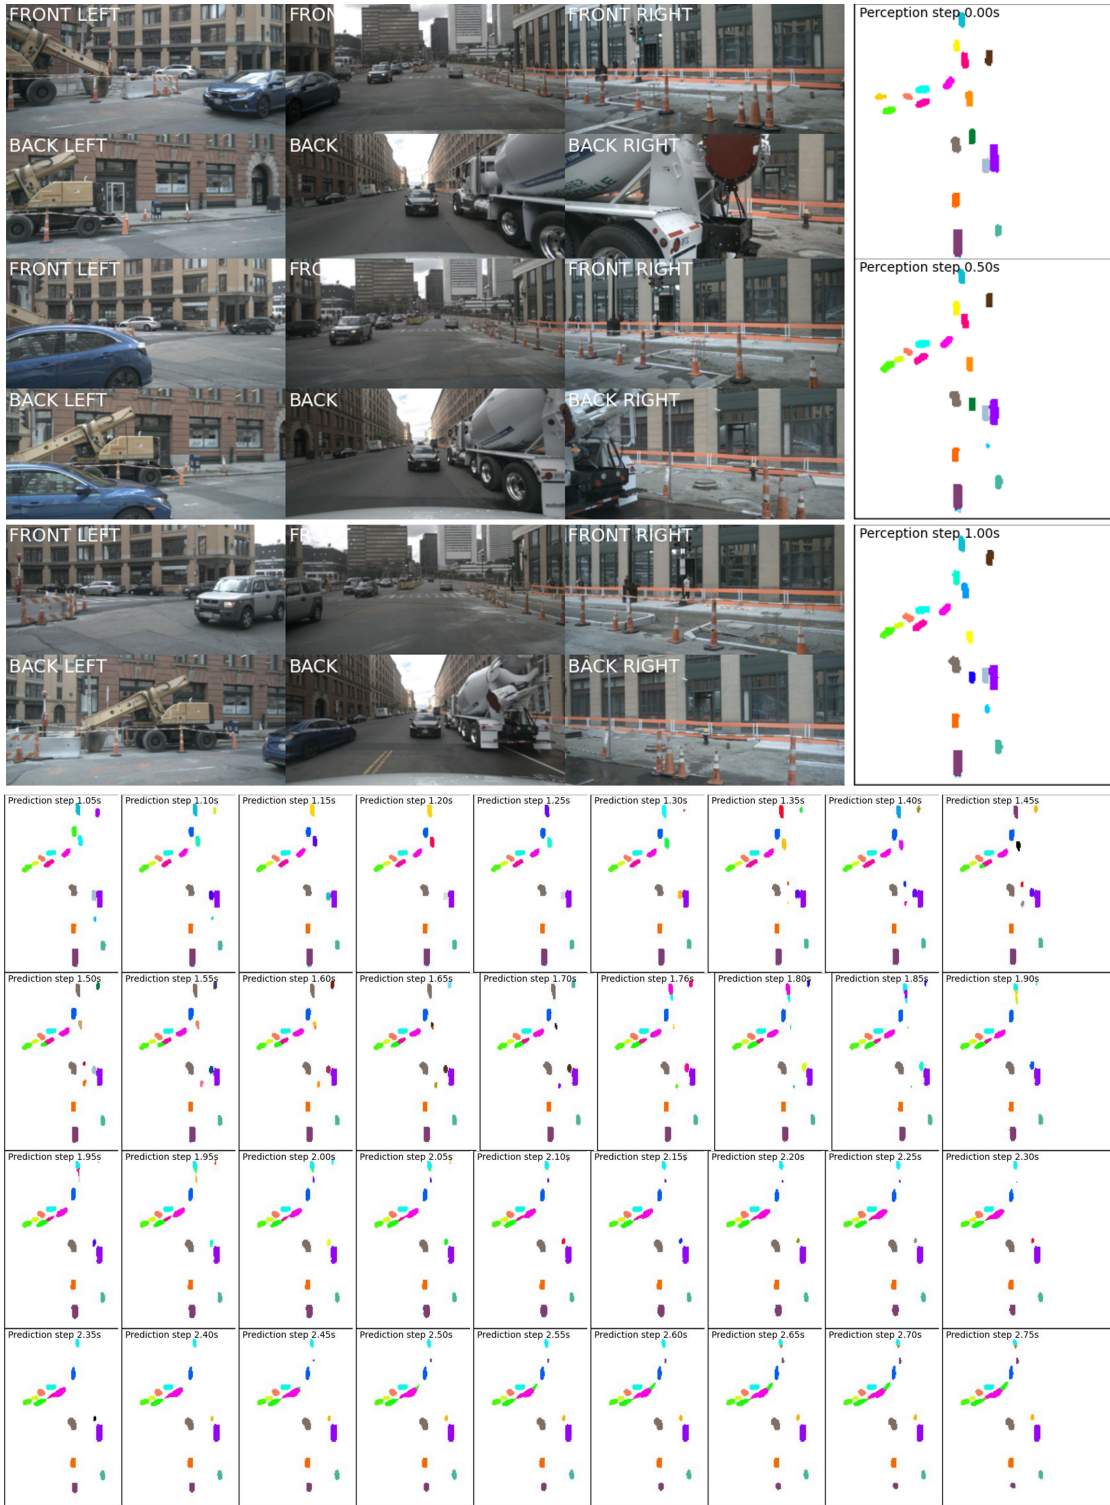 FRONT LEFT FRON FRONT RIGHT Perception step 0.00s
BACK LEFT BACK BACK RIGHT
FRONT LEFT FRO FRONT RIGHT Perception step 0.50s
BACK LEFT BACK BACK RIGHT
FRONT LEFT FR FRONT RIGHT Perception step 1.00s
BACK LEFT BACK BACK RIGHT
Prediction step 1.05s Prediction step 1.10s Prediction step 1.15s Prediction step 1.20s Prediction step 1.25s Prediction step 1.30s Prediction step 1.35s Prediction step 1.40s Prediction step 1.45s
Prediction step 1.50s Prediction step 1.55s Prediction step 1.60s Prediction step 1.65s Prediction step 1.70s Prediction step 1.76s Prediction step 1.80s Prediction step 1.85s Prediction step 1.90s
Prediction step 1.95s Prediction step 1.95s Prediction step 2.00s Prediction step 2.05s Prediction step 2.10s Prediction step 2.15s Prediction step 2.20s Prediction step 2.25s Prediction step 2.30s
Prediction step 2.35s Prediction step 2.40s Prediction step 2.45s Prediction step 2.50s Prediction step 2.55s Prediction step 2.60s Prediction step 2.65s Prediction step 2.70s Prediction step 2.75s